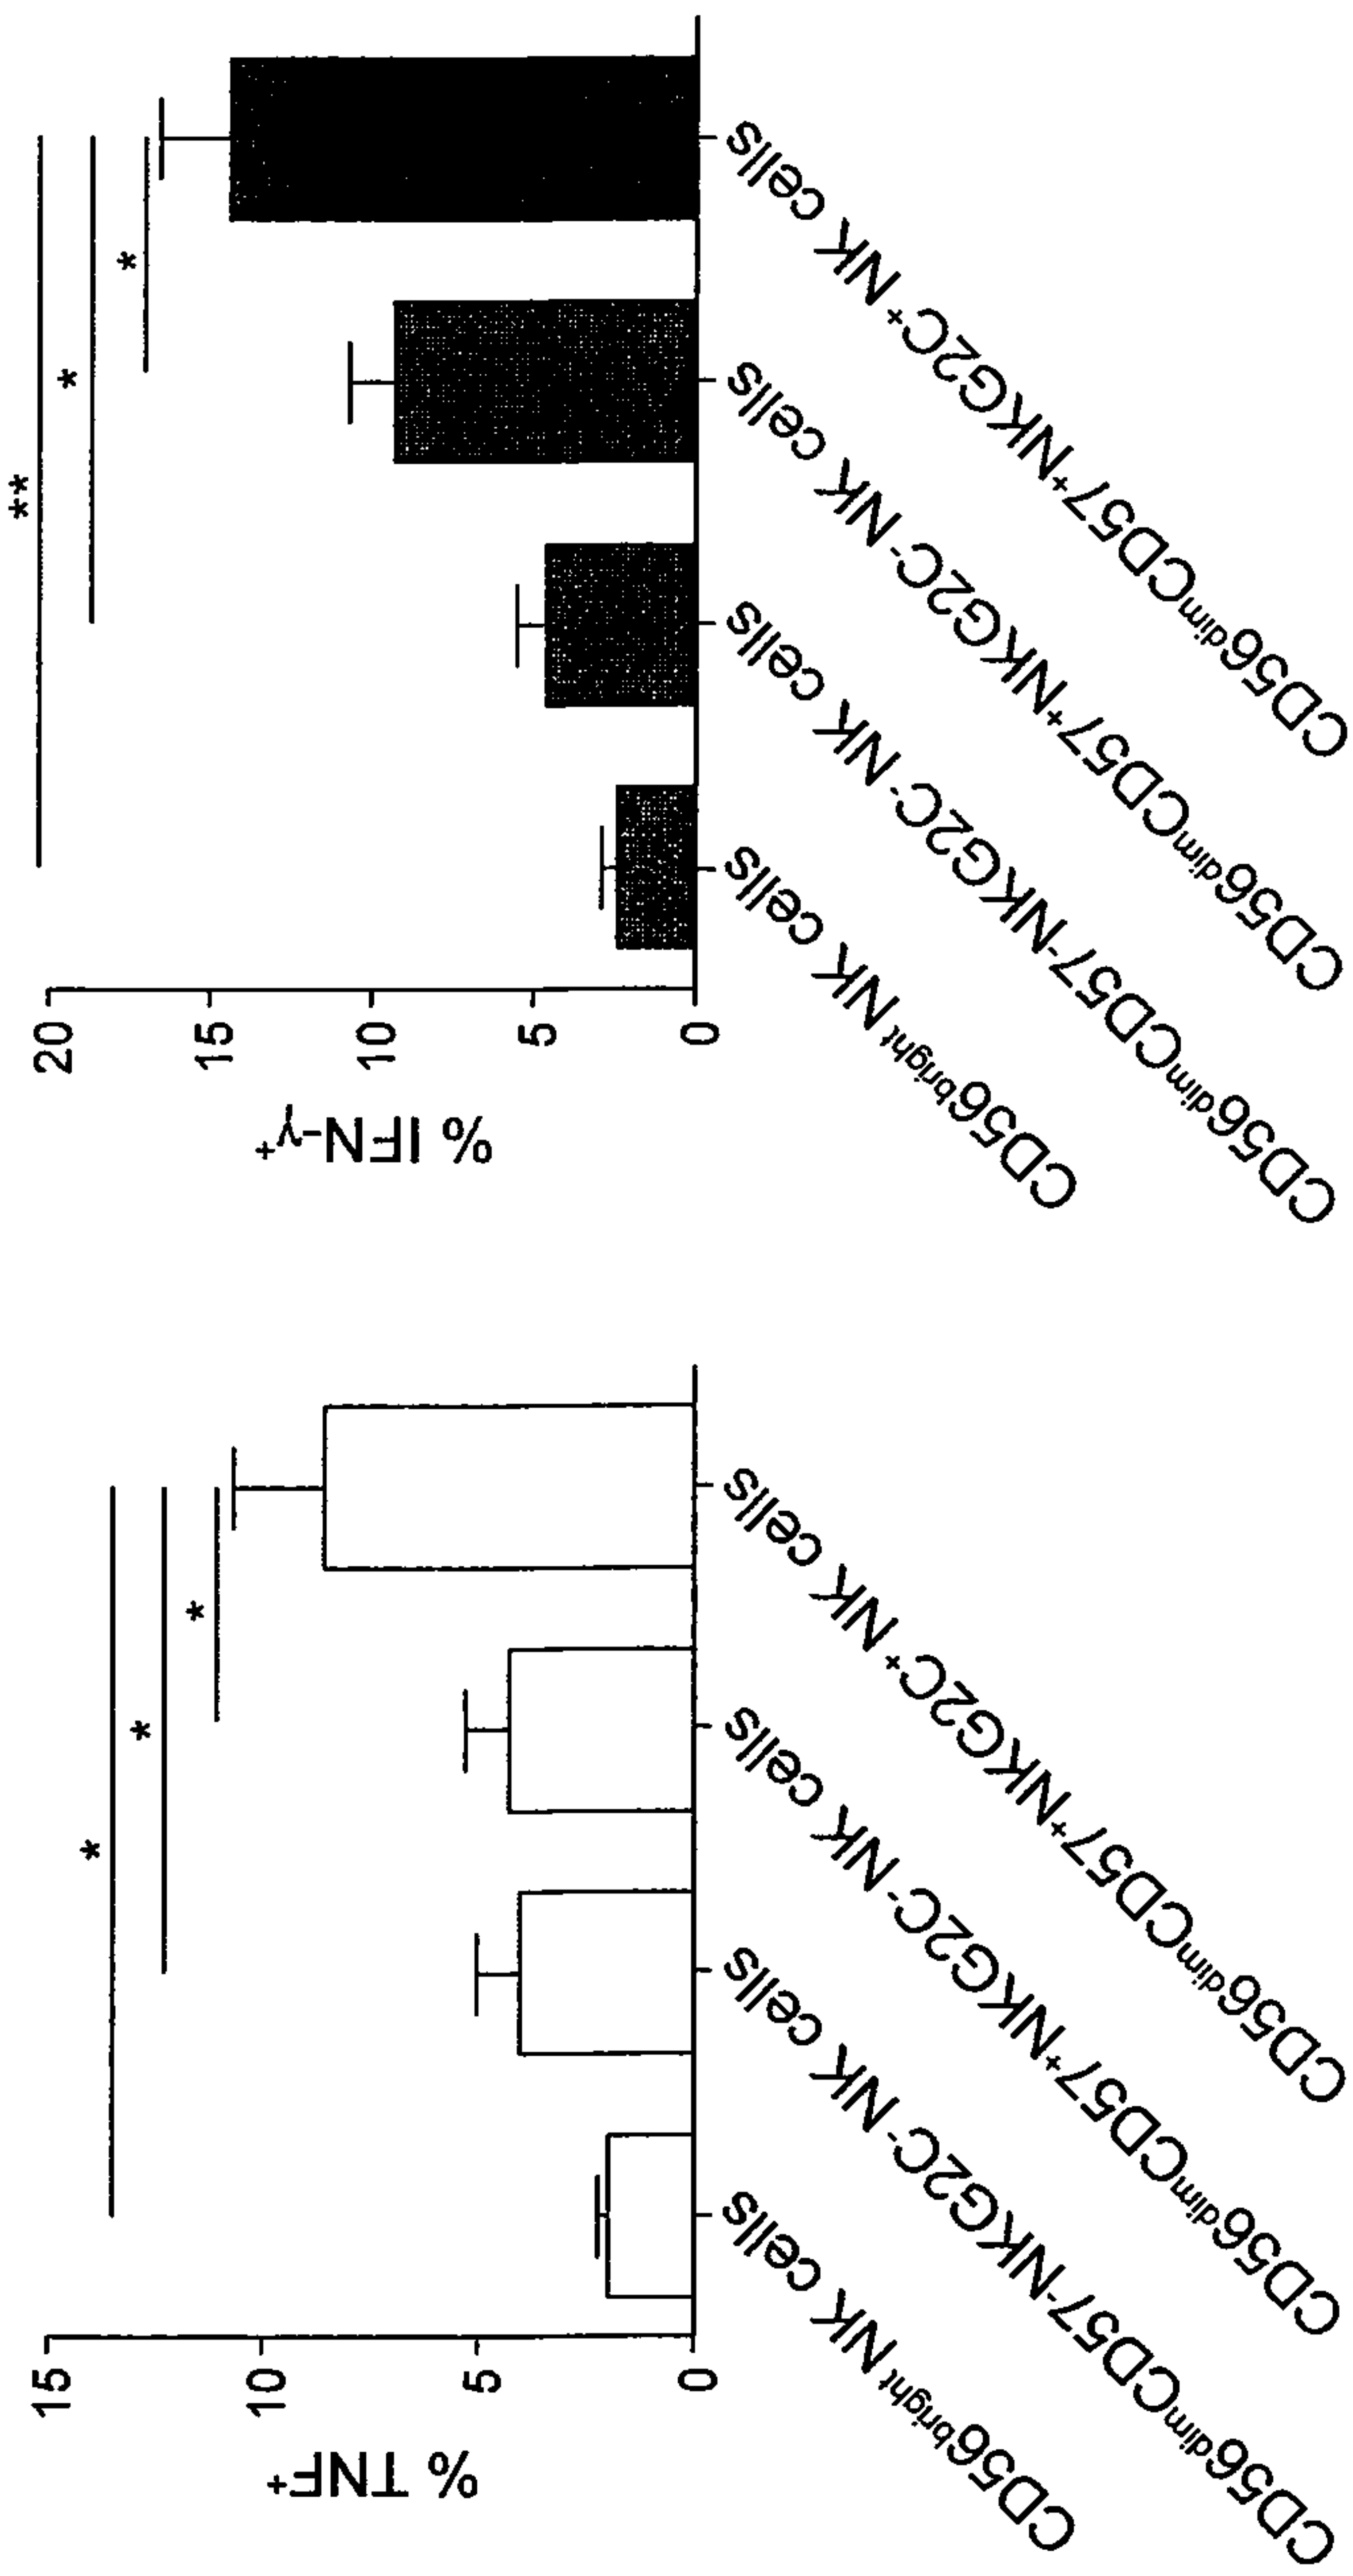 % TNF⁺
15
10
5
0
*
*
*
CD56ᵇʳⁱᵍʰᵗ NK cells
CD56ᵈⁱᵐCD57⁻NKG2C⁻ NK cells
CD56ᵈⁱᵐCD57⁺NKG2C⁻ NK cells
CD56ᵈⁱᵐCD57⁺NKG2C⁺ NK cells
% IFN-γ⁺
20
15
10
5
0
**
*
*
CD56ᵇʳⁱᵍʰᵗ NK cells
CD56ᵈⁱᵐCD57⁻NKG2C⁻ NK cells
CD56ᵈⁱᵐCD57⁺NKG2C⁻ NK cells
CD56ᵈⁱᵐCD57⁺NKG2C⁺ NK cells